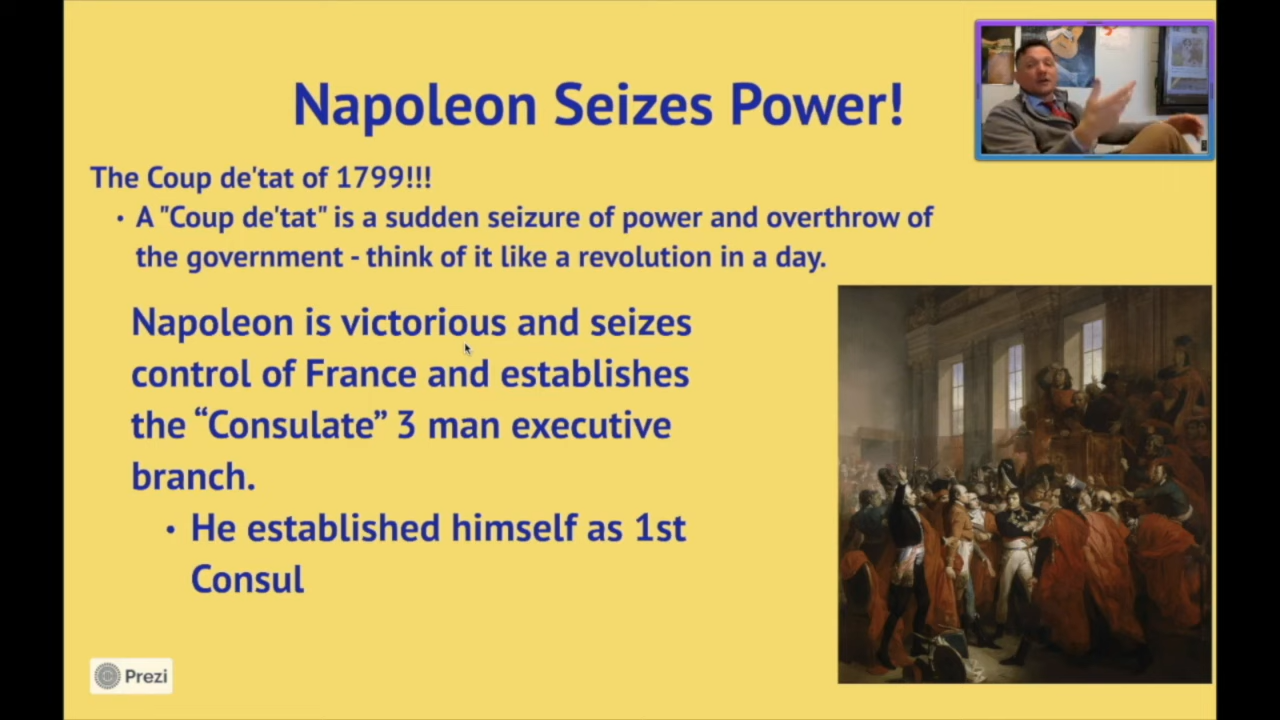 Napoleon Seizes Power!
The Coup de'tat of 1799!!!
• A "Coup de'tat" is a sudden seizure of power and overthrow of
the government - think of it like a revolution in a day.
Napoleon is victorious and seizes
control of France and establishes
the “Consulate” 3 man executive
branch.
• He established himself as 1st
Consul
Prezi